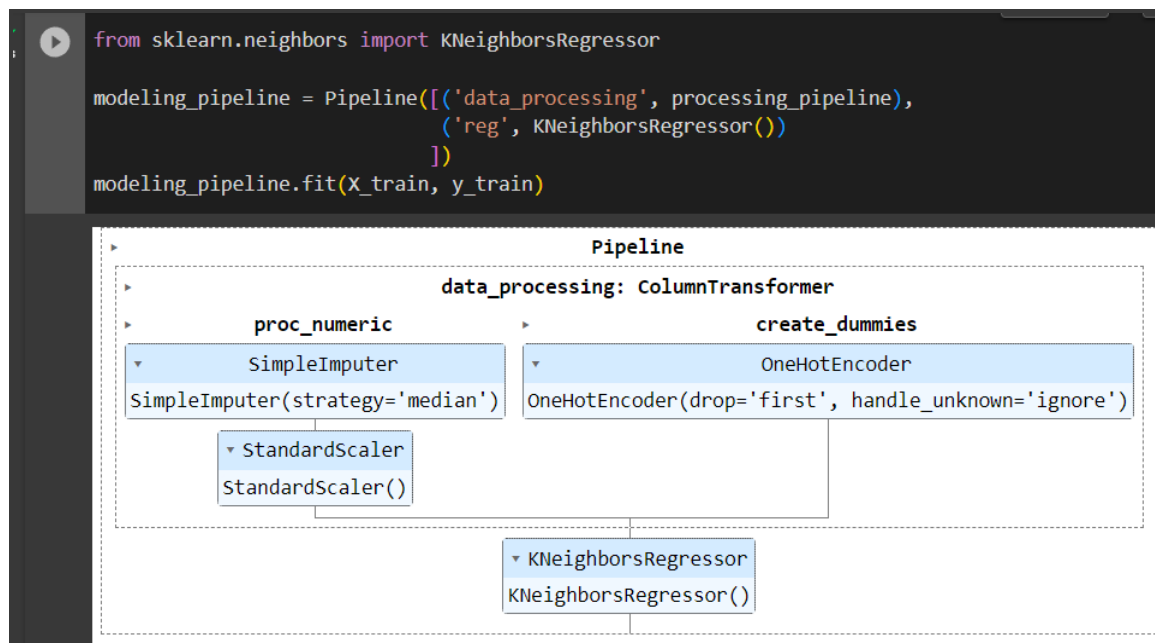 from sklearn.neighbors import KNeighborsRegressor
modeling_pipeline = Pipeline([('data_processing', processing_pipeline),
('reg', KNeighborsRegressor())
])
modeling_pipeline.fit(X_train, y_train)
Pipeline
data_processing: ColumnTransformer
proc_numeric
create_dummies
SimpleImputer
OneHotEncoder
SimpleImputer(strategy='median')
OneHotEncoder(drop='first', handle_unknown='ignore')
StandardScaler
StandardScaler()
KNeighborsRegressor
KNeighborsRegressor()